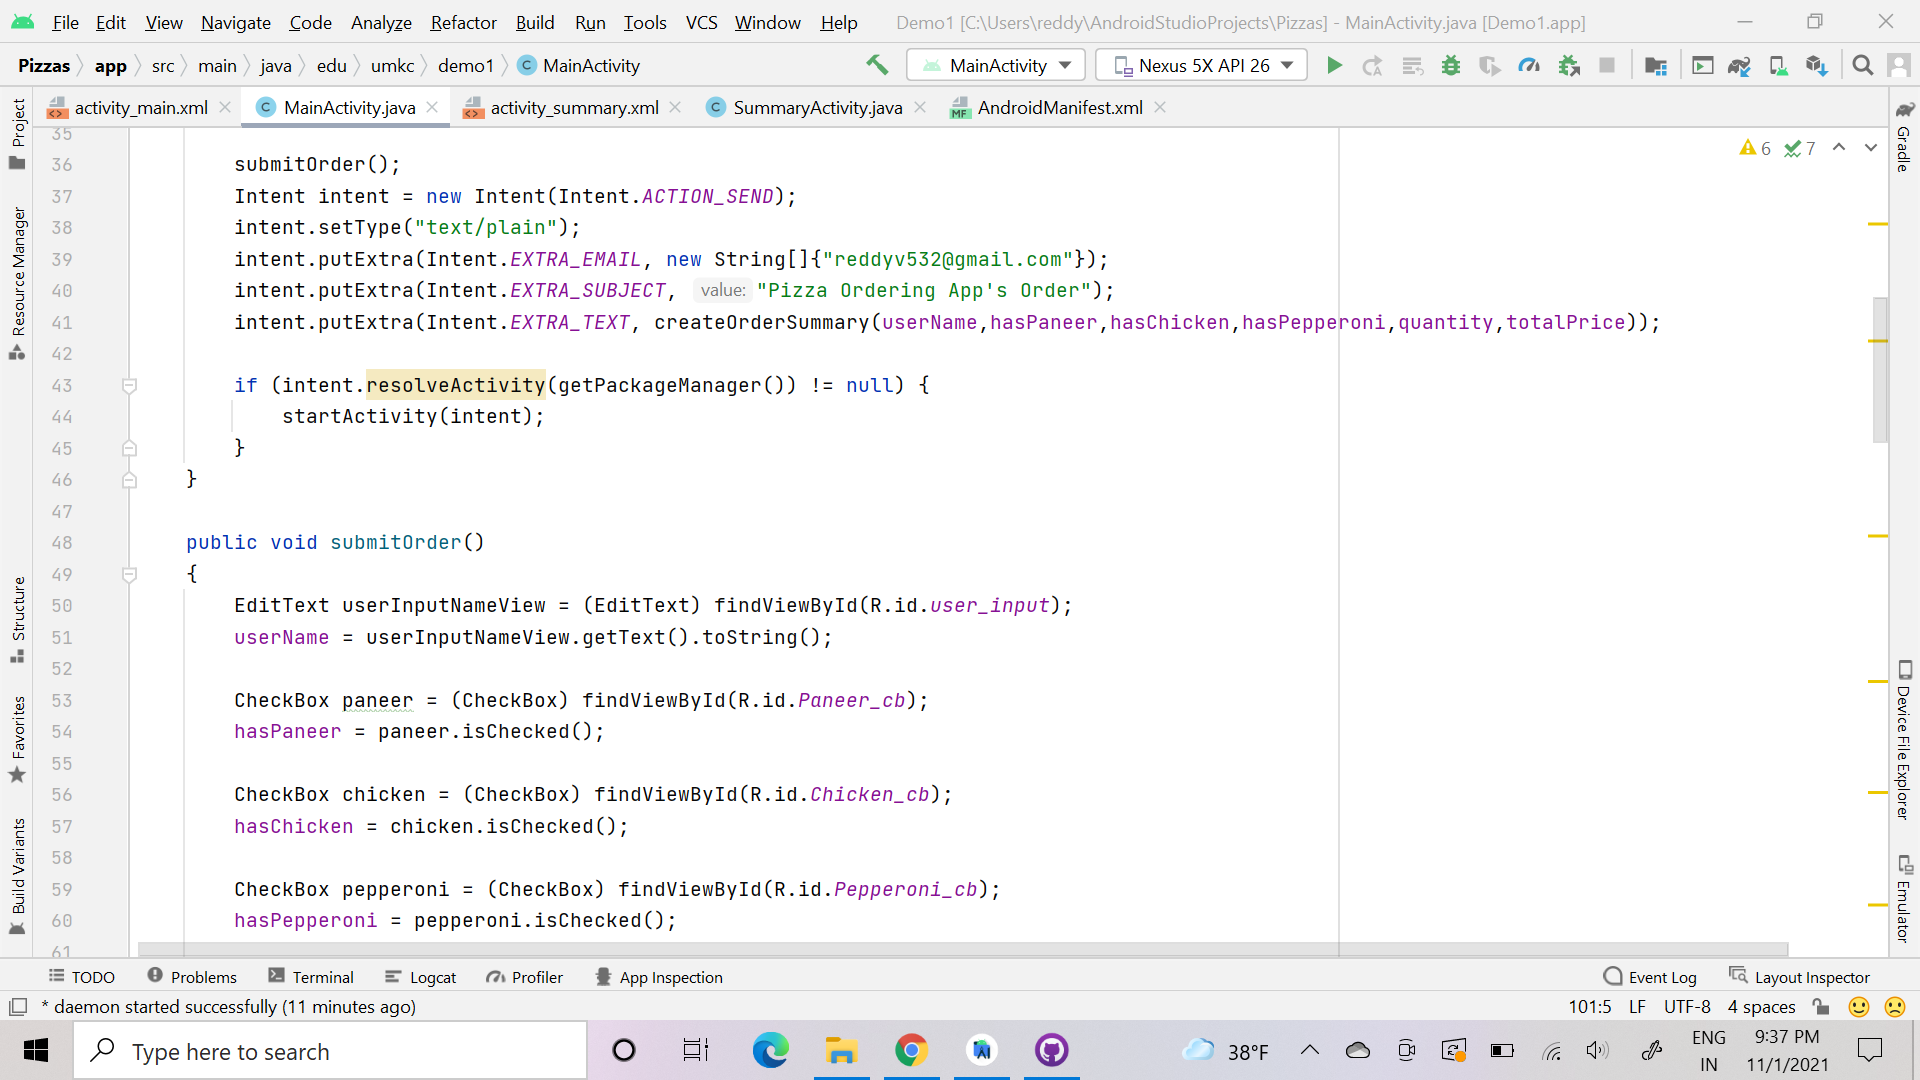 File Edit View Navigate Code Analyze Refactor Build Run Tools VCS Window Help Demo1 [C:\Users\reddy\AndroidStudioProjects\Pizzas] - MainActivity.java [Demo1.app]
Pizzas app src main java edu umkc demo1 MainActivity MainActivity Nexus 5X API 26
activity_main.xml MainActivity.java activity_summary.xml SummaryActivity.java AndroidManifest.xml
Project
Resource Manager
Structure
Favorites
Build Variants
6 7
35
36 submitOrder();
37 Intent intent = new Intent(Intent.ACTION_SEND);
38 intent.setType("text/plain");
39 intent.putExtra(Intent.EXTRA_EMAIL, new String[]{"reddyv532@gmail.com"});
40 intent.putExtra(Intent.EXTRA_SUBJECT, value: "Pizza Ordering App's Order");
41 intent.putExtra(Intent.EXTRA_TEXT, createOrderSummary(userName,hasPaneer,hasChicken,hasPepperoni,quantity,totalPrice));
42
43 if (intent.resolveActivity(getPackageManager()) != null) {
44 startActivity(intent);
45 }
46 }
47
48 public void submitOrder()
49 {
50 EditText userInputNameView = (EditText) findViewById(R.id.user_input);
51 userName = userInputNameView.getText().toString();
52
53 CheckBox paneer = (CheckBox) findViewById(R.id.Paneer_cb);
54 hasPaneer = paneer.isChecked();
55
56 CheckBox chicken = (CheckBox) findViewById(R.id.Chicken_cb);
57 hasChicken = chicken.isChecked();
58
59 CheckBox pepperoni = (CheckBox) findViewById(R.id.Pepperoni_cb);
60 hasPepperoni = pepperoni.isChecked();
61
Gradle
Device File Explorer
Emulator
TODO Problems Terminal Logcat Profiler App Inspection Event Log Layout Inspector
* daemon started successfully (11 minutes ago) 101:5 LF UTF-8 4 spaces
Type here to search 38°F ENG 9:37 PM
IN 11/1/2021